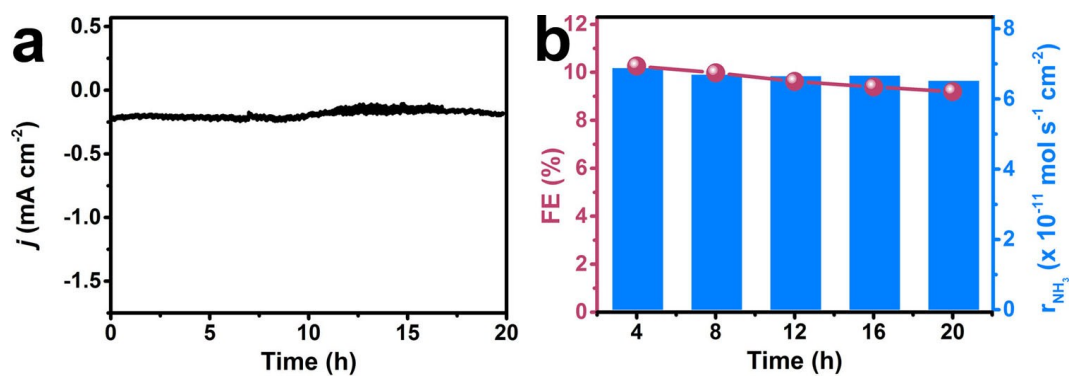 a
0.5
0.0
-0.5
-1.0
-1.5
j (mA cm-2)
0 5 10 15 20
Time (h)
b
12
10
8
6
4
2
0
FE (%)
4 8 12 16 20
Time (h)
8
6
4
2
0
rNH3 (x 10-11 mol s-1 cm-2)